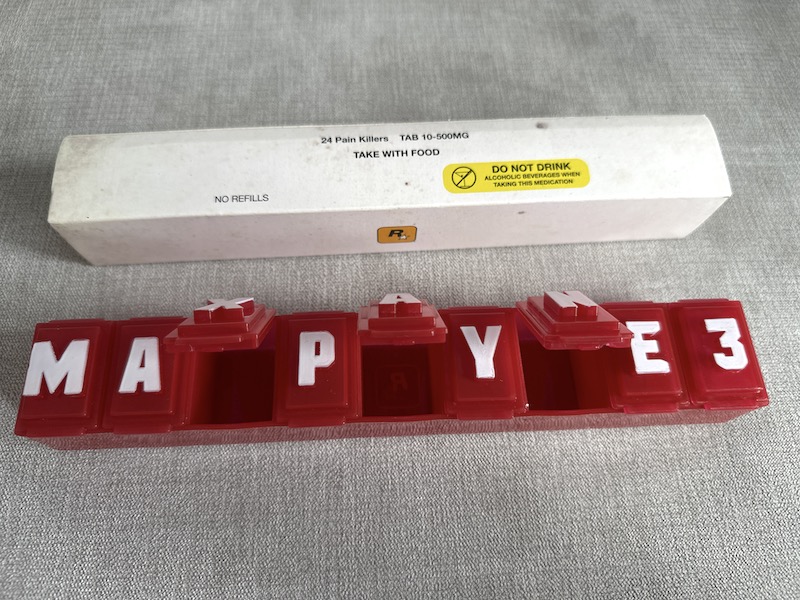 24 Pain Killers TAB 10-500MG
TAKE WITH FOOD
DO NOT DRINK
ALCOHOLIC BEVERAGES WHEN
TAKING THIS MEDICATION
NO REFILLS
R
MAXPAYNE3
R